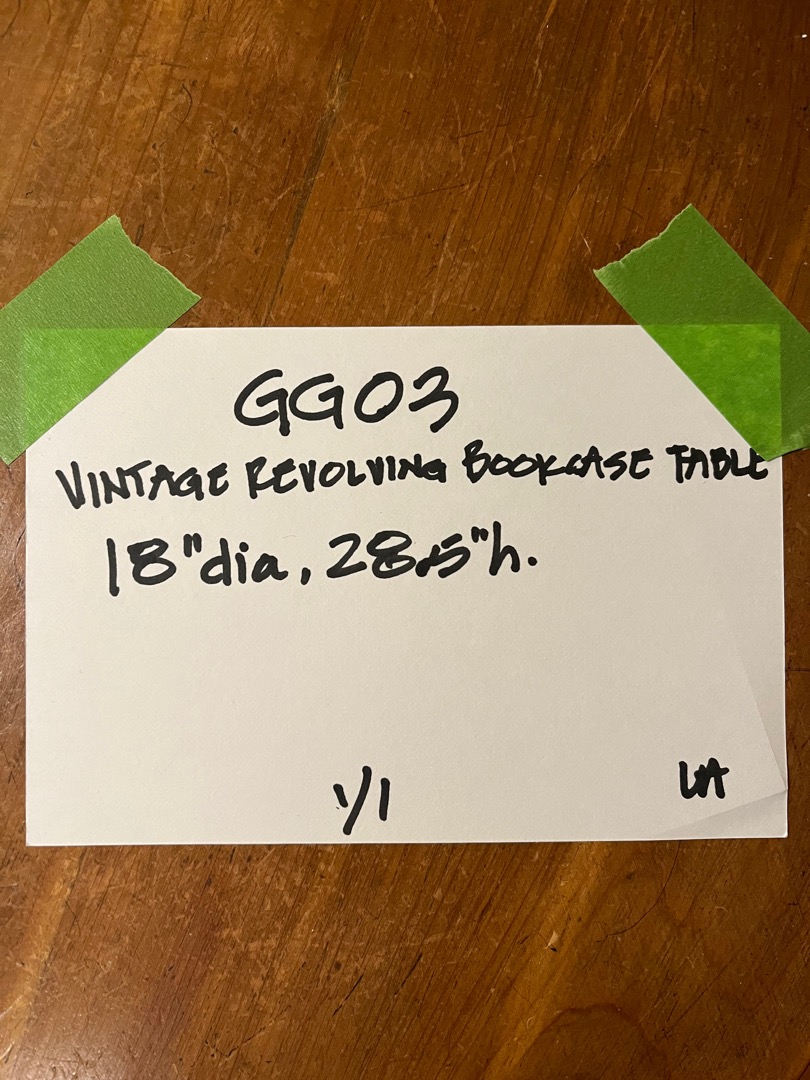 GG03
VINTAGE REVOLVING BOOKCASE TABLE
18"dia, 28.5"h.
1/1
LA